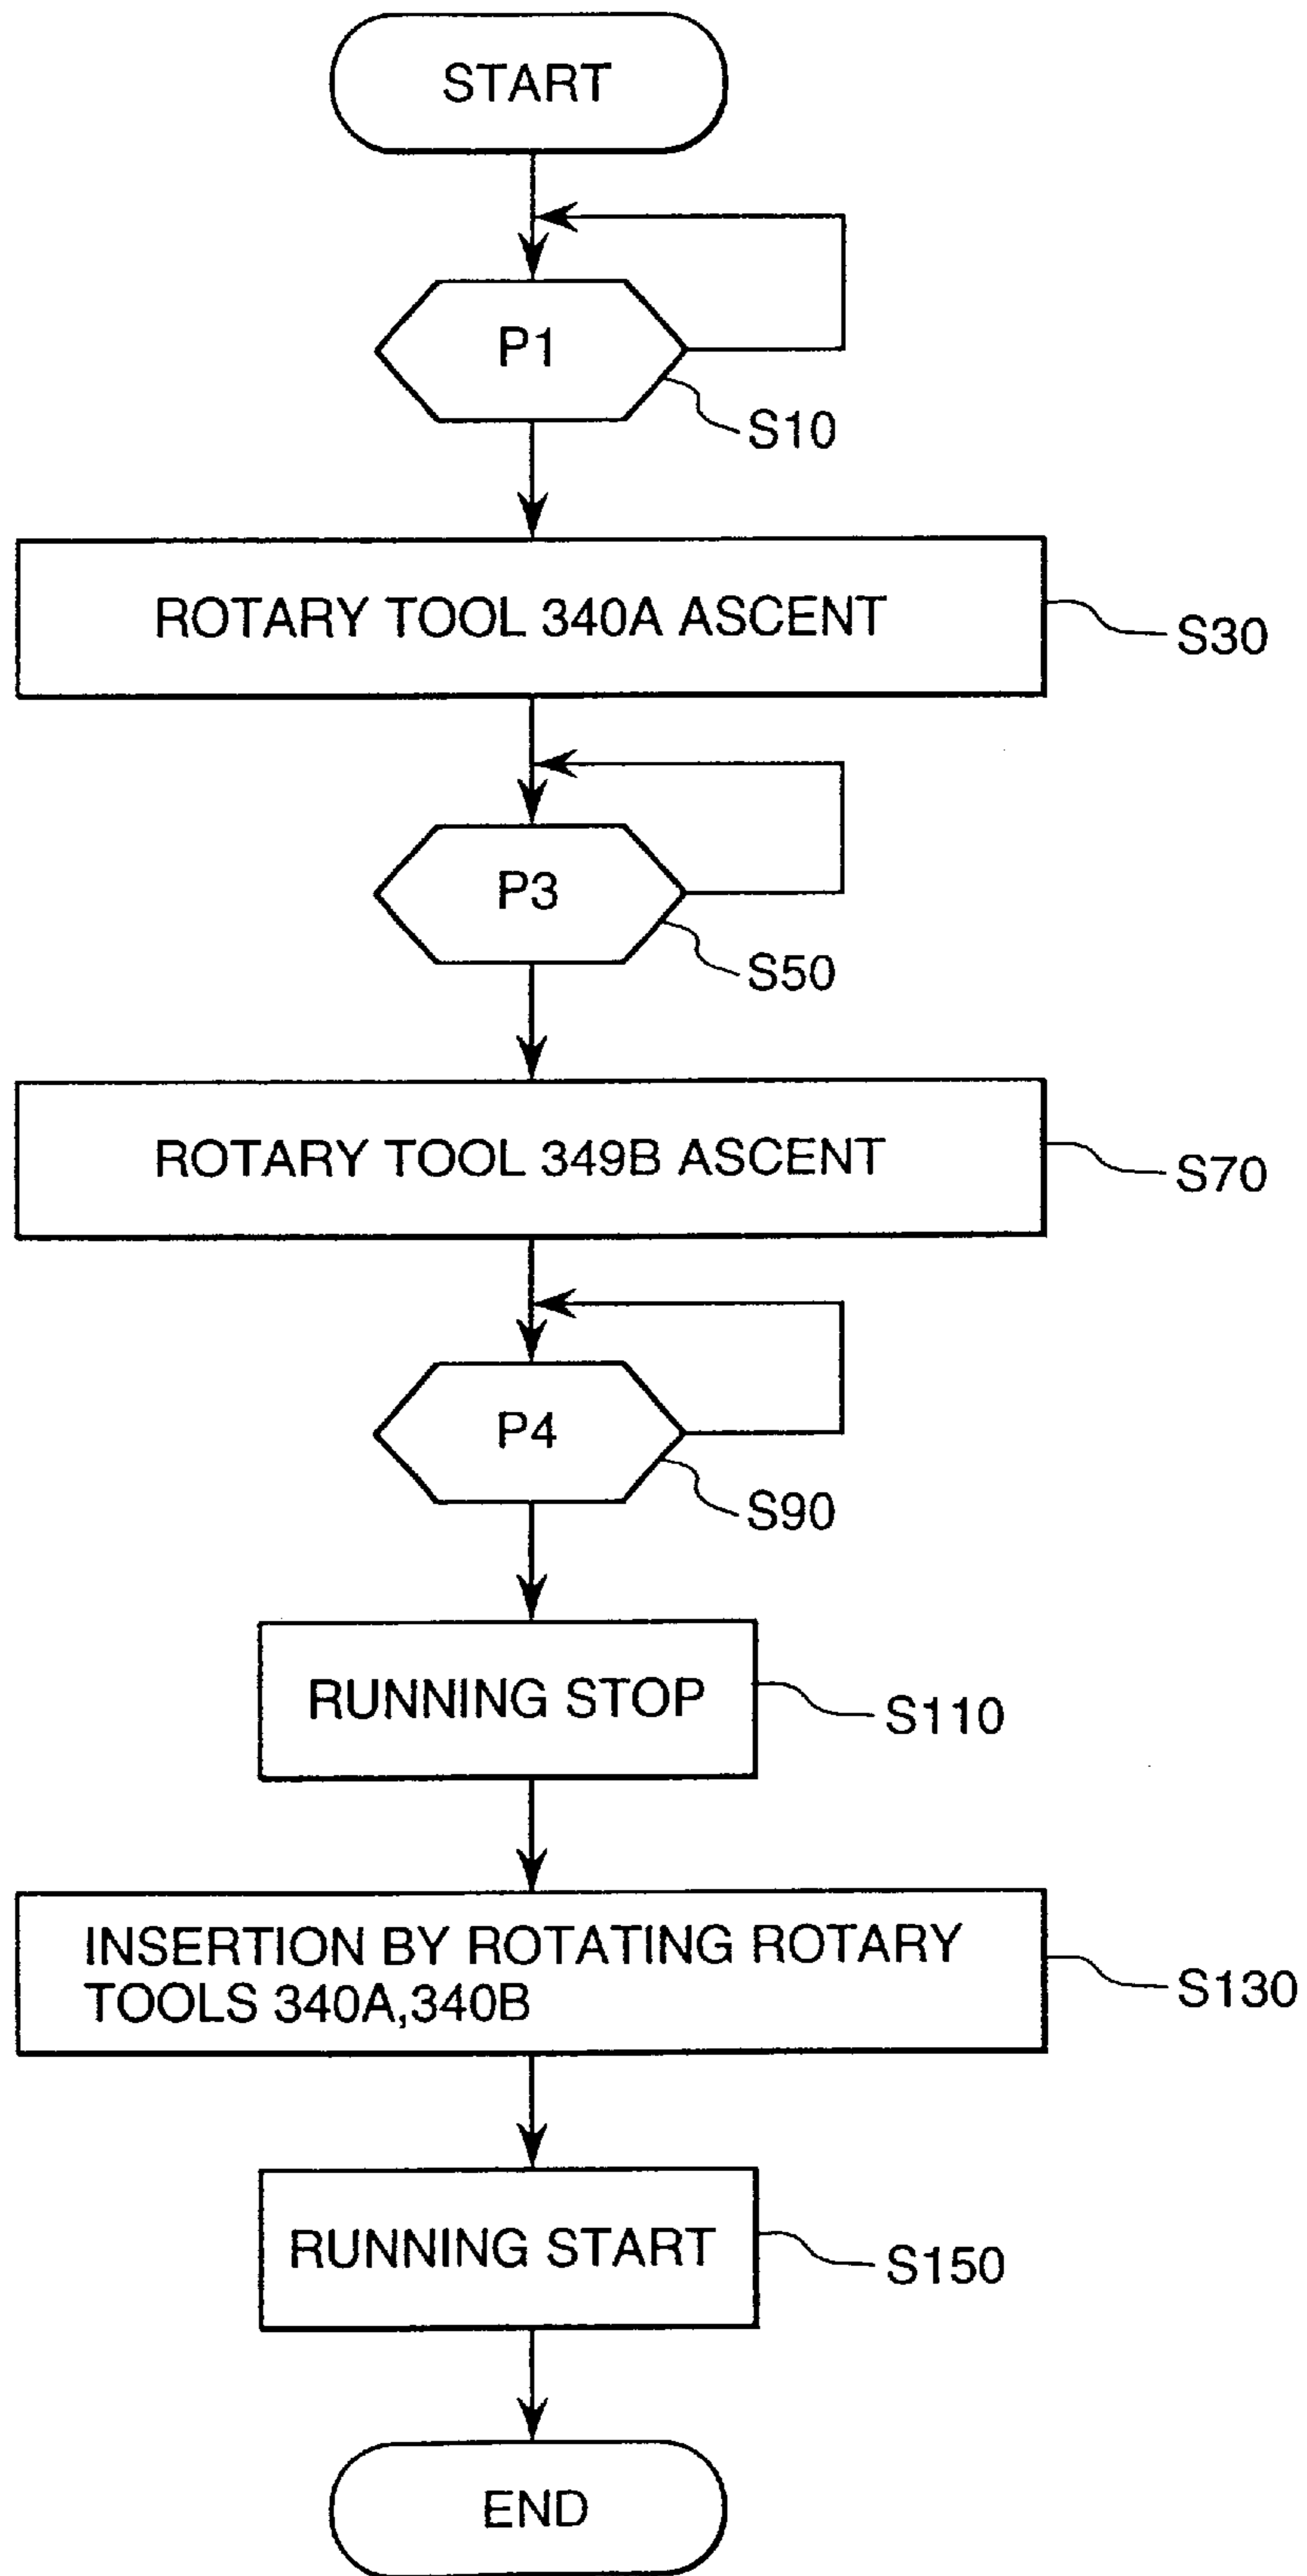 START
P1
S10
ROTARY TOOL 340A ASCENT
S30
P3
S50
ROTARY TOOL 349B ASCENT
S70
P4
S90
RUNNING STOP
S110
INSERTION BY ROTATING ROTARY
TOOLS 340A,340B
S130
RUNNING START
S150
END